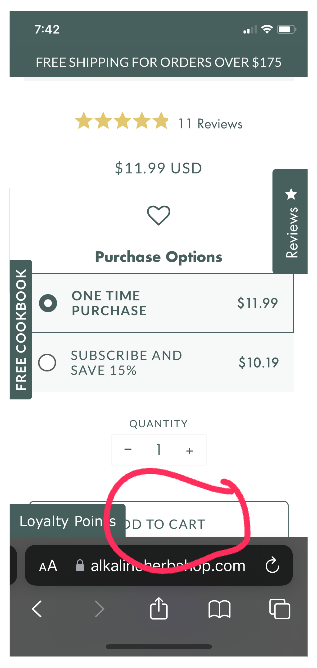 7:42
FREE SHIPPING FOR ORDERS OVER $175
11 Reviews
$11.99 USD
Reviews
Purchase Options
FREE COOKBOOK
ONE TIME
PURCHASE
$11.99
SUBSCRIBE AND
SAVE 15%
$10.19
QUANTITY
- 1 +
Loyalty Points
DD TO CART
AA alkalineherbshop.com